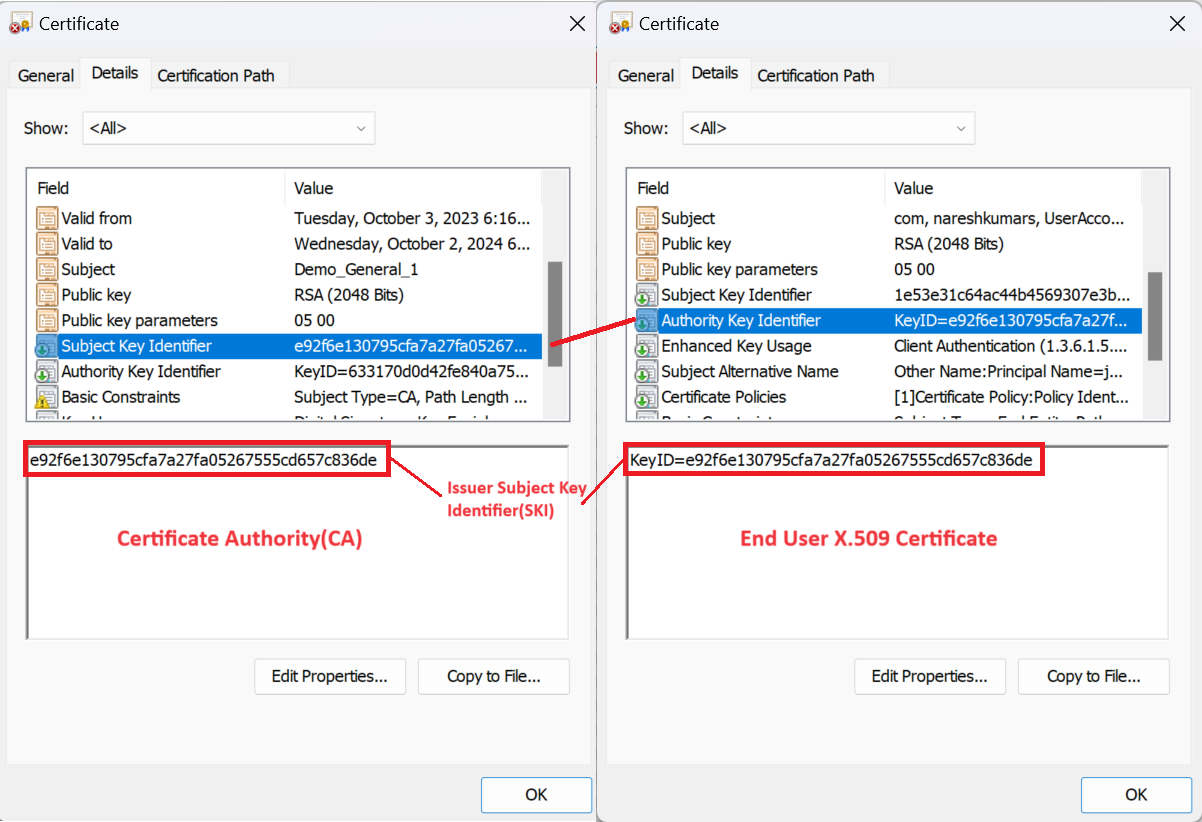 Certificate
General Details Certification Path
Show: <All>
Field Value
Valid from Tuesday, October 3, 2023 6:16...
Valid to Wednesday, October 2, 2024 6...
Subject Demo_General_1
Public key RSA (2048 Bits)
Public key parameters 05 00
Subject Key Identifier e92f6e130795cfa7a27fa05267...
Authority Key Identifier KeyID=633170d0d42fe840a75...
Basic Constraints Subject Type=CA, Path Length ...
e92f6e130795cfa7a27fa05267555cd657c836de
Issuer Subject Key
Identifier(SKI)
Certificate Authority(CA)
Edit Properties... Copy to File...
OK
Certificate
General Details Certification Path
Show: <All>
Field Value
Subject com, nareshkumars, UserAcco...
Public key RSA (2048 Bits)
Public key parameters 05 00
Subject Key Identifier 1e53e31c64ac44b4569307e3b...
Authority Key Identifier KeyID=e92f6e130795cfa7a27f...
Enhanced Key Usage Client Authentication (1.3.6.1.5....
Subject Alternative Name Other Name:Principal Name=j...
Certificate Policies [1]Certificate Policy:Policy Ident...
KeyID=e92f6e130795cfa7a27fa05267555cd657c836de
End User X.509 Certificate
Edit Properties... Copy to File...
OK